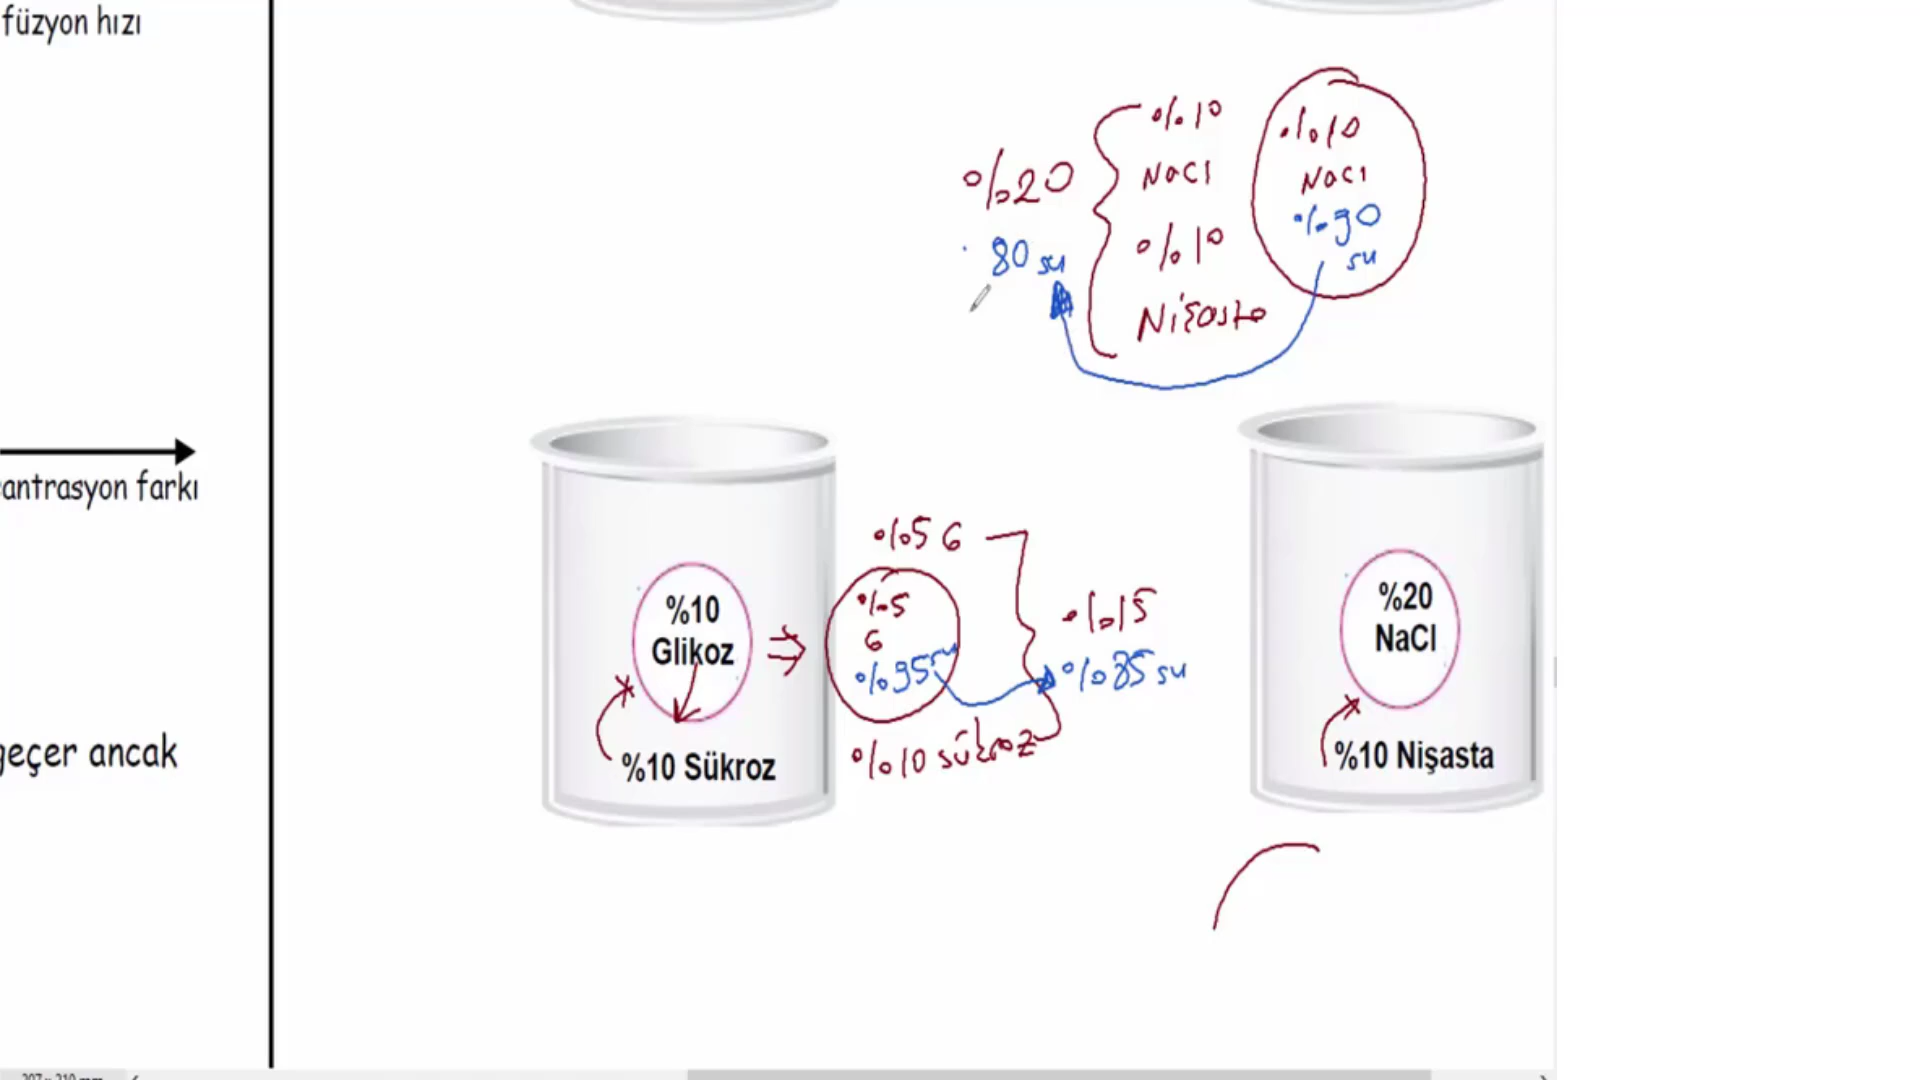 füzyon hızı
antrasyon farkı
geçer ancak
%20
80 su
%10
NaCl
%10
Nişasta
%10
NaCl
%90
su
%10
Glikoz
%10 Sükroz
%5 G
%5
G
%95 su
%10 sükroz
%15
%85 su
%20
NaCl
%10 Nişasta